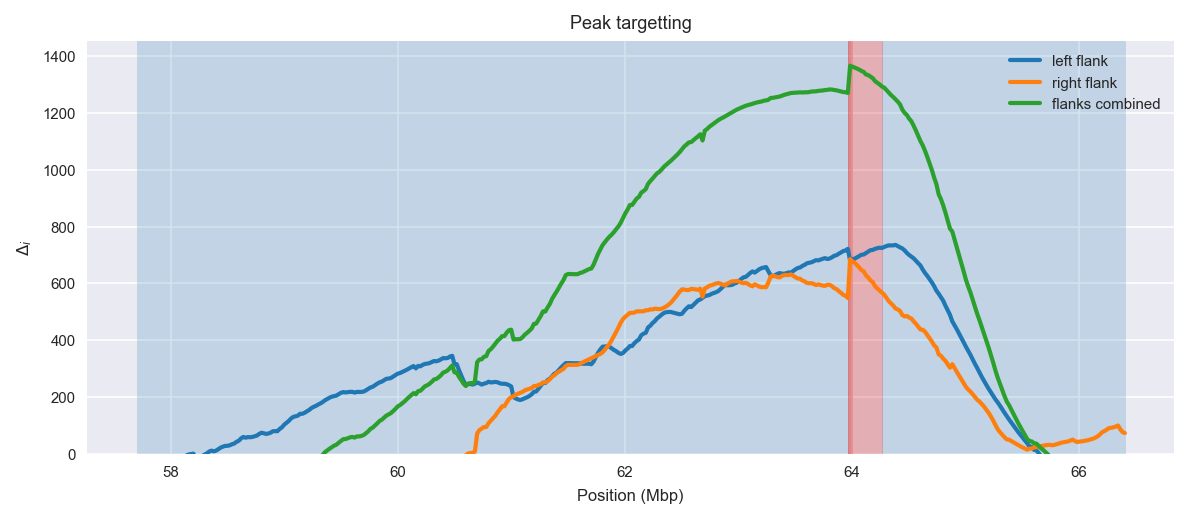 Peak targetting
1400
1200
1000
800
600
400
200
0
Δi
left flank
right flank
flanks combined
58
60
62
64
66
Position (Mbp)